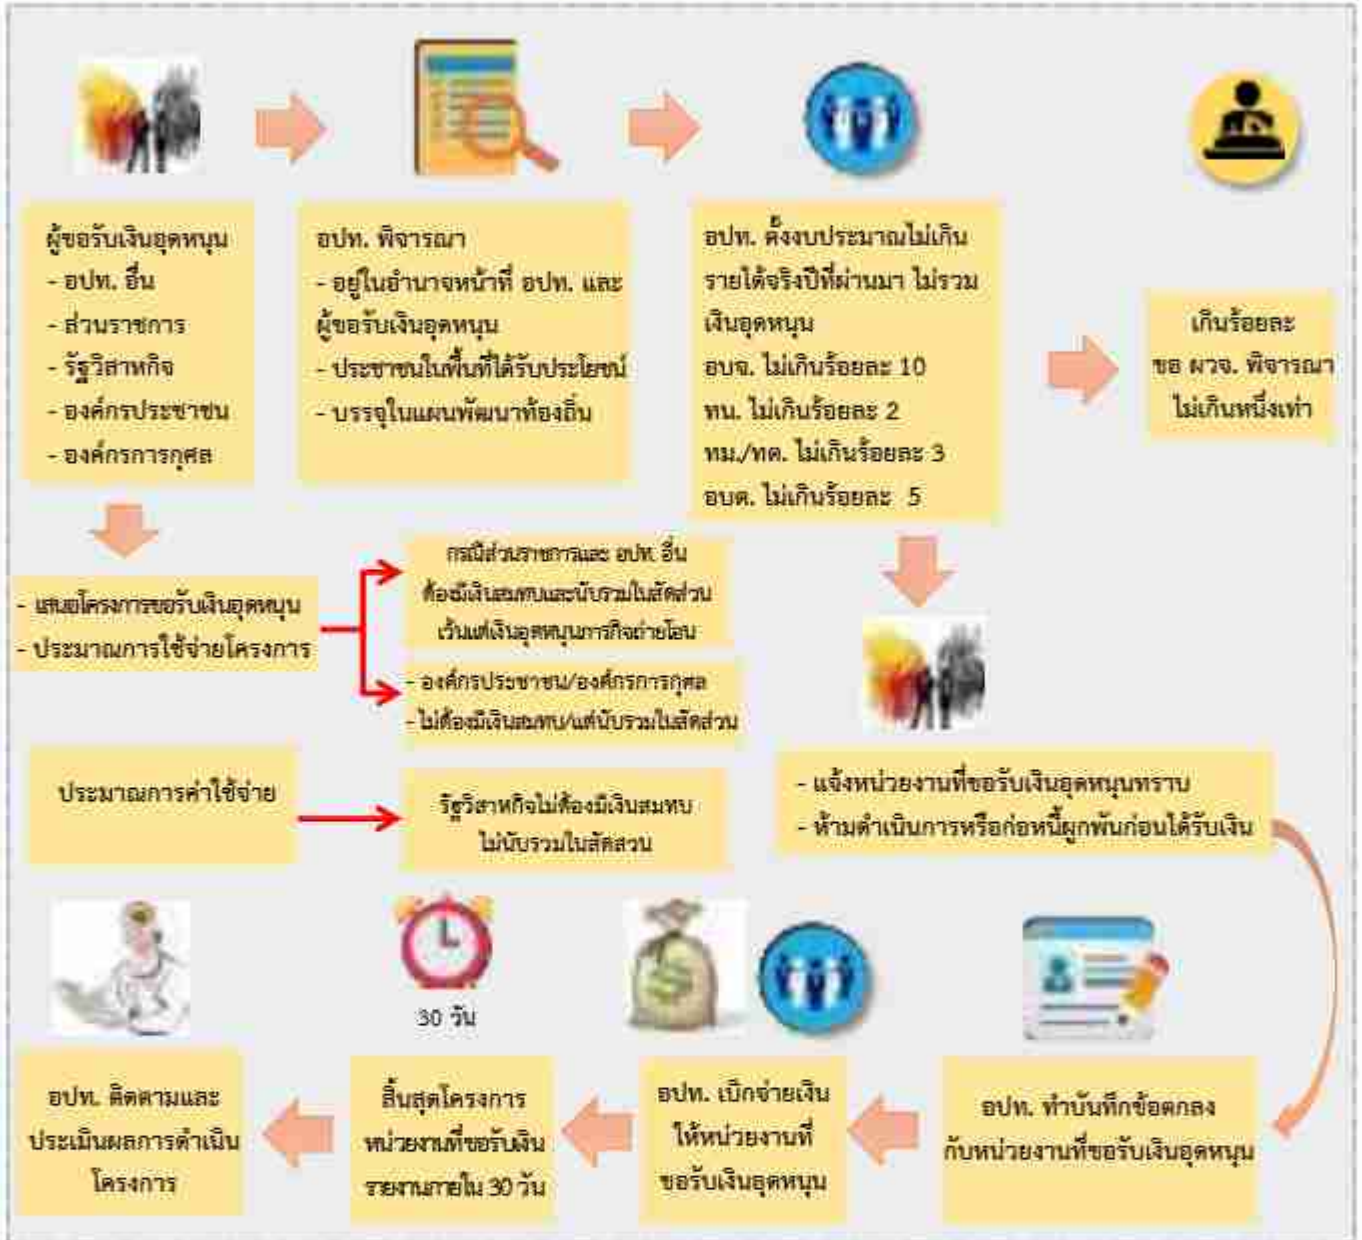 ผู้ขอรับเงินอุดหนุน
- อปท. อื่น
- ส่วนราชการ
- รัฐวิสาหกิจ
- องค์กรประชาชน
- องค์กรการกุศล
อปท. พิจารณา
- อยู่ในอำนาจหน้าที่ อปท. และ
ผู้ขอรับเงินอุดหนุน
- ประชาชนในพื้นที่ได้รับประโยชน์
- บรรจุในแผนพัฒนาท้องถิ่น
อปท. ตั้งงบประมาณไม่เกิน
รายได้จริงปีที่ผ่านมา ไม่รวม
เงินอุดหนุน
อบจ. ไม่เกินร้อยละ 10
ทน. ไม่เกินร้อยละ 2
ทม./ทต. ไม่เกินร้อยละ 3
อบต. ไม่เกินร้อยละ 5
เกินร้อยละ
ขอ ผวจ. พิจารณา
ไม่เกินหนึ่งเท่า
- เสนอโครงการขอรับเงินอุดหนุน
- ประมาณการใช้จ่ายโครงการ
กรณีส่วนราชการและ อปท. อื่น
ต้องมีเงินสมทบและนับรวมในสัดส่วน
เว้นแต่เงินอุดหนุนภารกิจถ่ายโอน
- องค์กรประชาชน/องค์กรการกุศล
- ไม่ต้องมีเงินสมทบ/แต่นับรวมในสัดส่วน
ประมาณการค่าใช้จ่าย
รัฐวิสาหกิจไม่ต้องมีเงินสมทบ
ไม่นับรวมในสัดสวน
- แจ้งหน่วยงานที่ขอรับเงินอุดหนุนทราบ
- ห้ามดำเนินการหรือก่อหนี้ผูกพันก่อนได้รับเงิน
30 วัน
อปท. ติดตามและ
ประเมินผลการดำเนิน
โครงการ
สิ้นสุดโครงการ
หน่วยงานที่ขอรับเงิน
รายงานภายใน 30 วัน
อปท. เบิกจ่ายเงิน
ให้หน่วยงานที่
ขอรับเงินอุดหนุน
อปท. ทำบันทึกข้อตกลง
กับหน่วยงานที่ขอรับเงินอุดหนุน